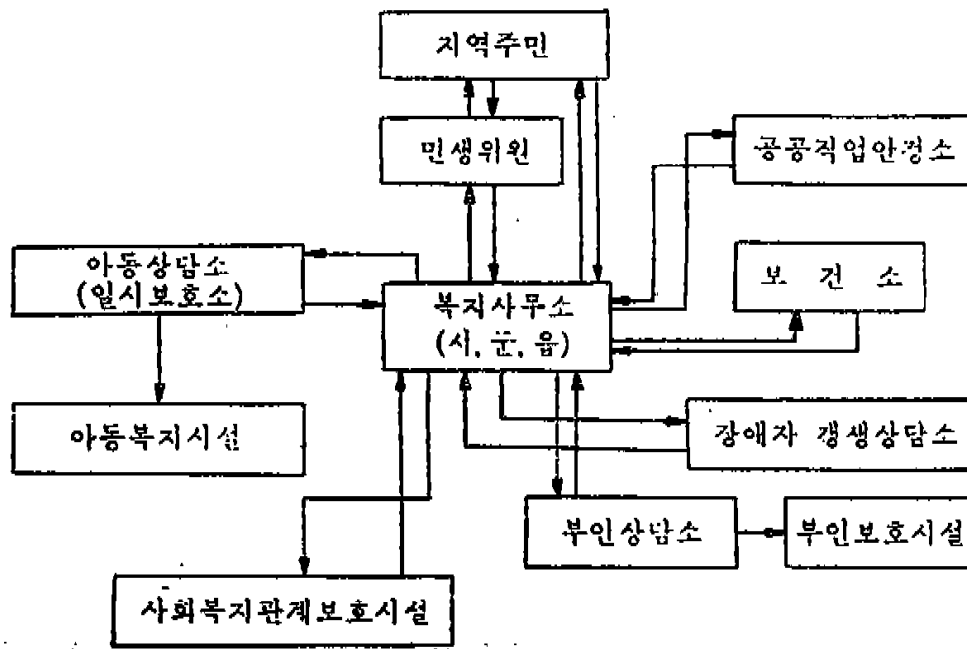 지역주민
민생위원
공공직업안정소
아동상담소
(일시보호소)
복지사무소
(시, 군, 읍)
보 건 소
아동복지시설
장애자 갱생상담소
부인상담소
부인보호시설
사회복지관계보호시설